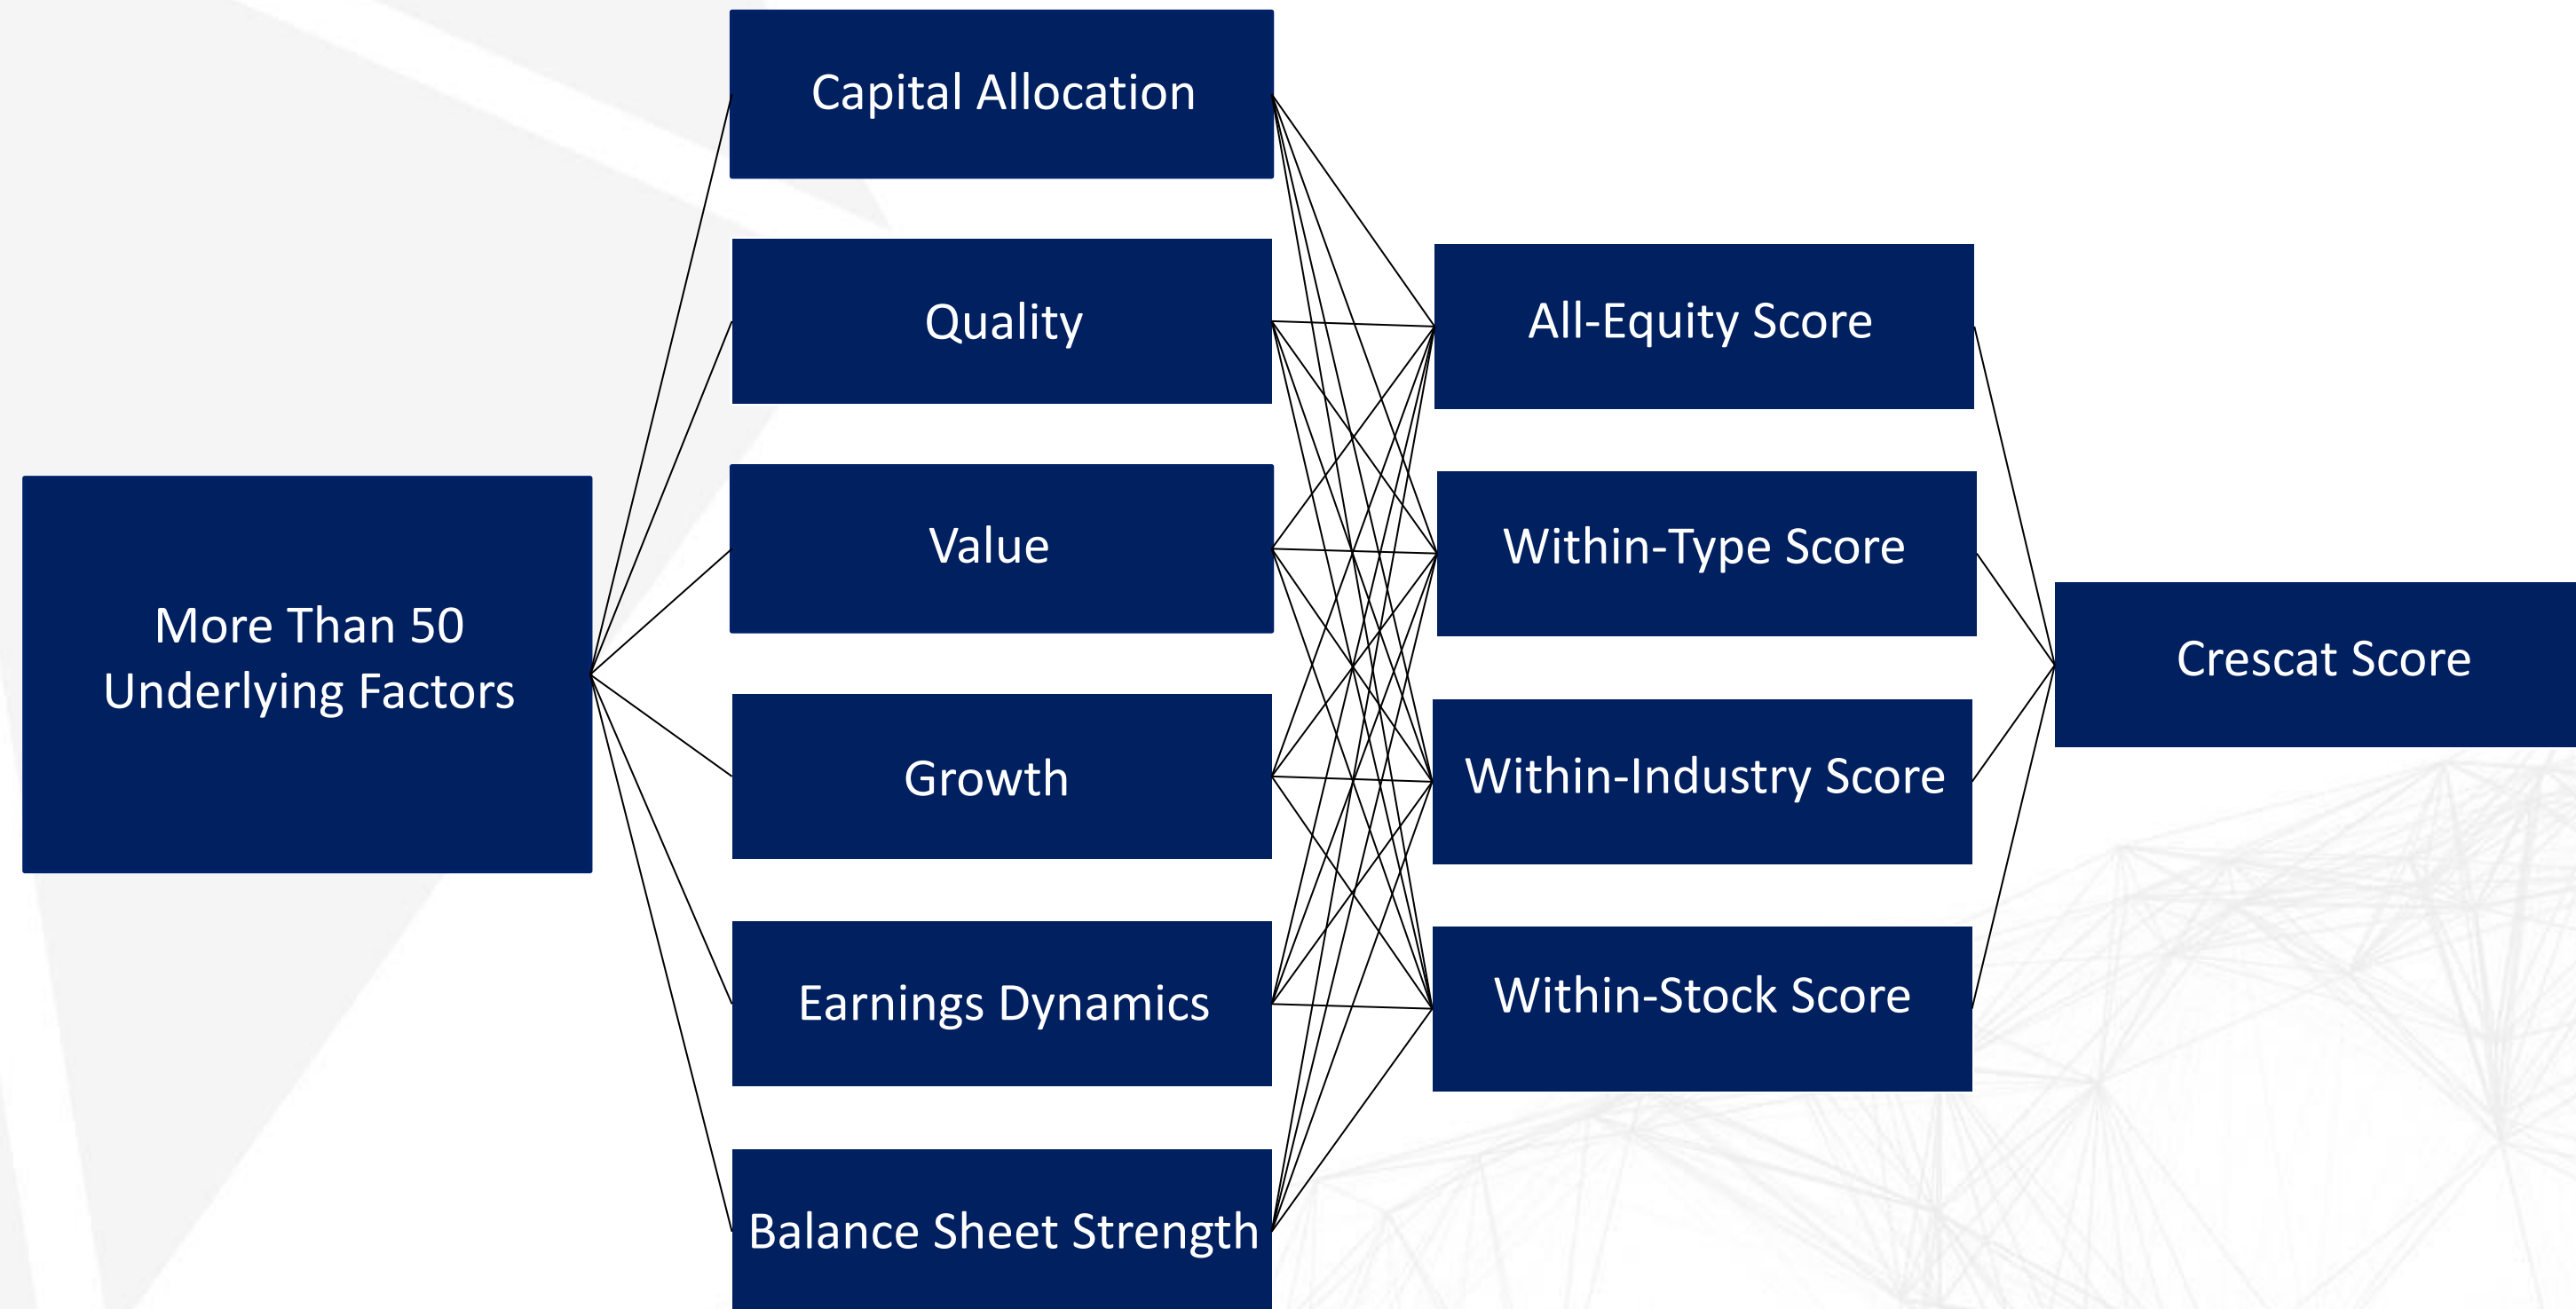 More Than 50
Underlying Factors
Capital Allocation
Quality
Value
Growth
Earnings Dynamics
Balance Sheet Strength
All-Equity Score
Within-Type Score
Within-Industry Score
Within-Stock Score
Crescat Score